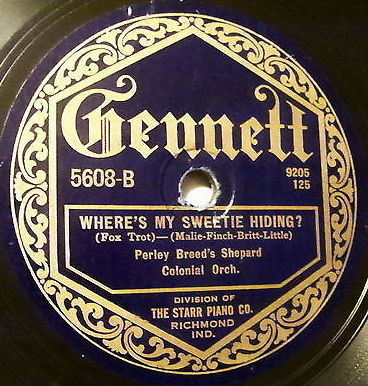 Gennett
5608-B
9205
125
WHERE'S MY SWEETIE HIDING?
(Fox Trot)—(Malie-Finch-Britt-Little)
Perley Breed's Shepard
Colonial Orch.
DIVISION OF
THE STARR PIANO CO.
RICHMOND
IND.